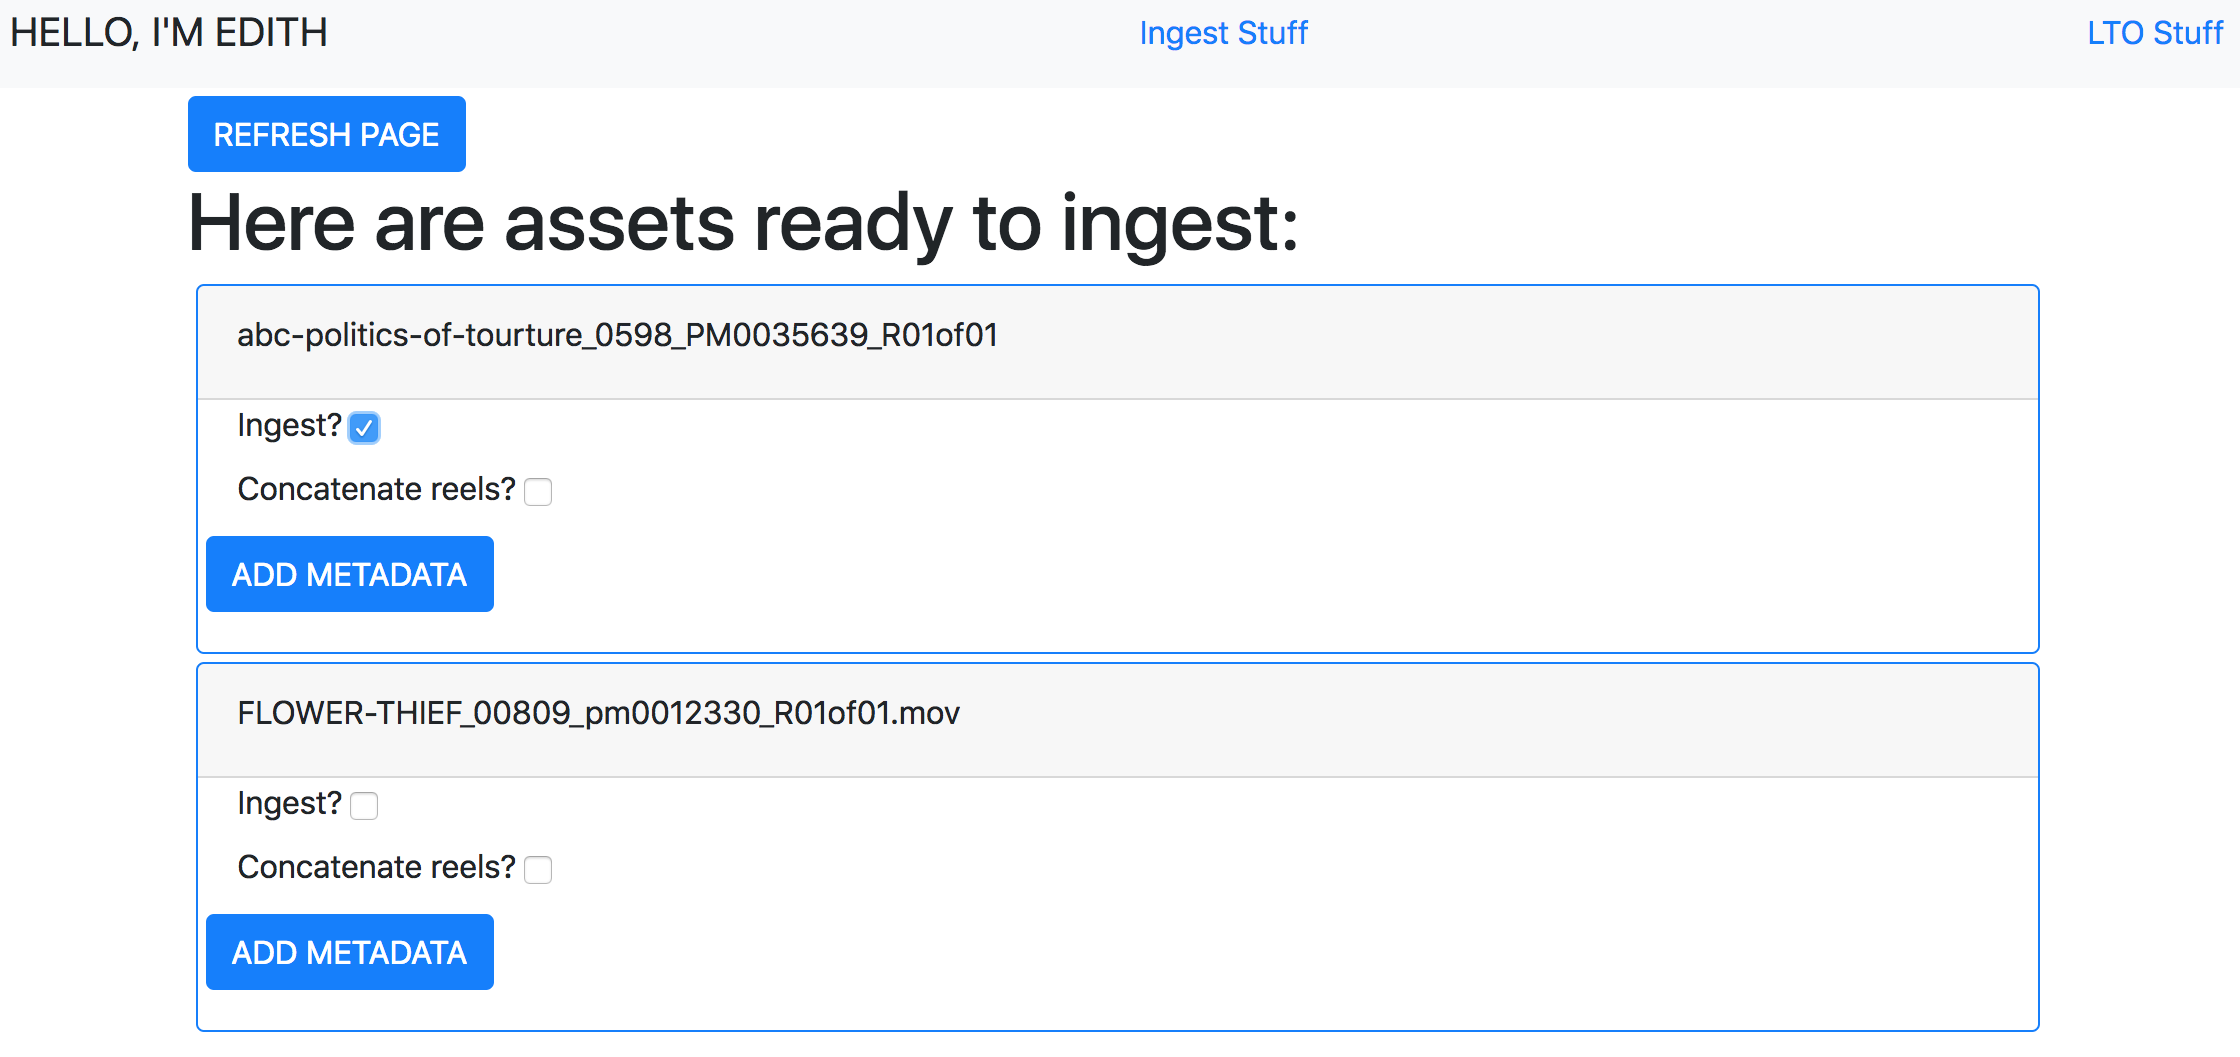 HELLO, I'M EDITH
Ingest Stuff
LTO Stuff
REFRESH PAGE
Here are assets ready to ingest:
abc-politics-of-tourture_0598_PM0035639_R01of01
Ingest?
Concatenate reels?
ADD METADATA
FLOWER-THIEF_00809_pm0012330_R01of01.mov
Ingest?
Concatenate reels?
ADD METADATA